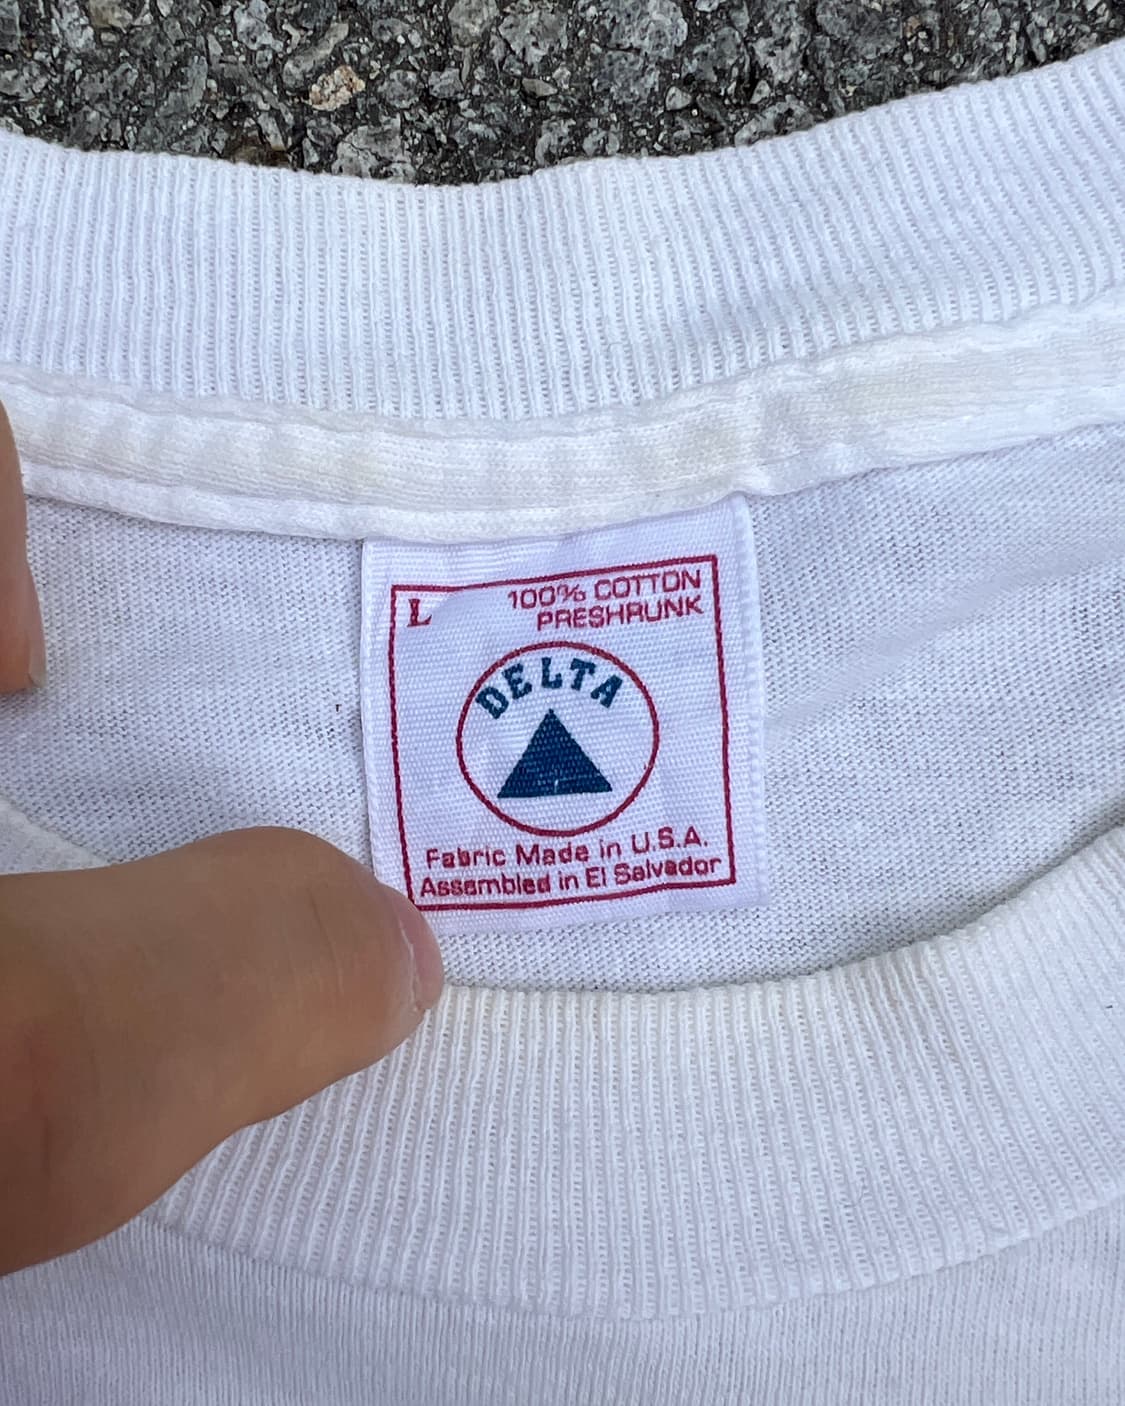 L
100% COTTON
PRESHRUNK
DELTA
Fabric Made in U.S.A.
Assembled in El Salvador